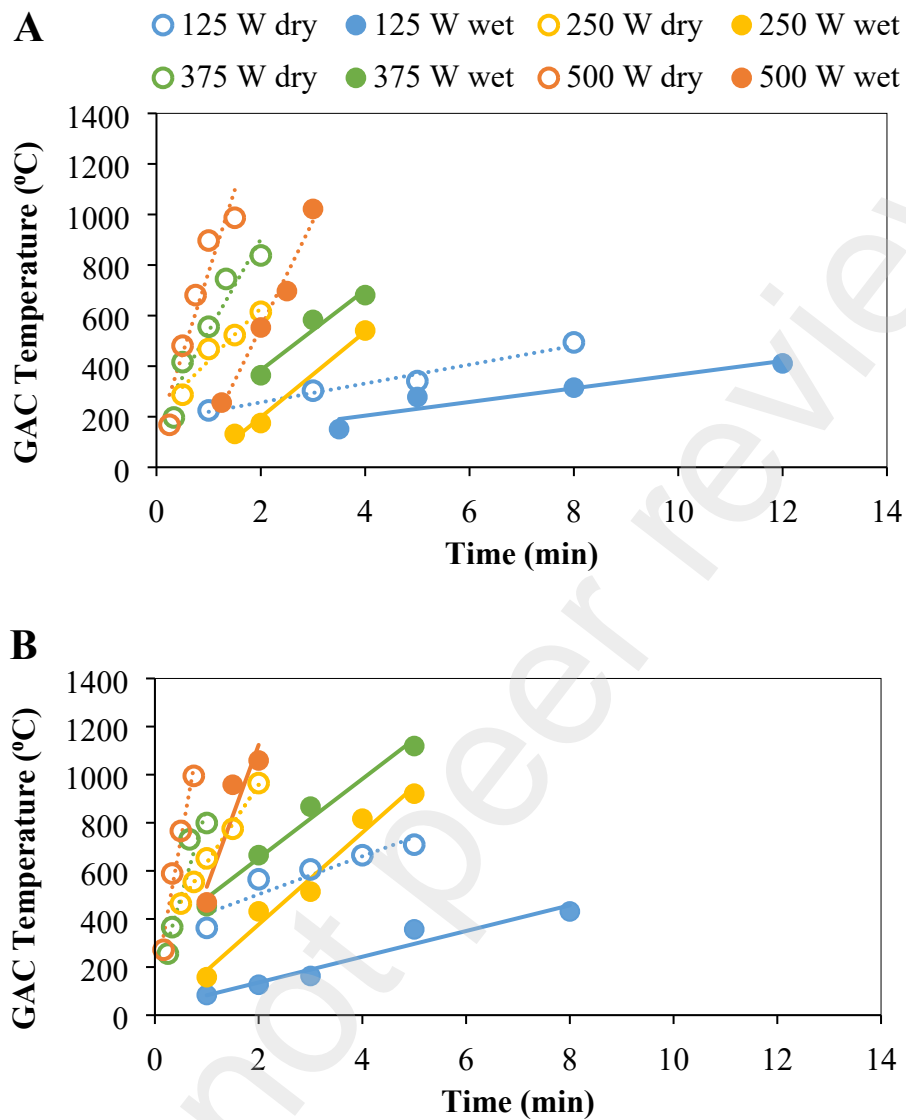 A
125 W dry 125 W wet 250 W dry 250 W wet
375 W dry 375 W wet 500 W dry 500 W wet
1400
1200
1000
800
600
400
200
0
GAC Temperature (ºC)
0 2 4 6 8 10 12 14
Time (min)
B
1400
1200
1000
800
600
400
200
0
GAC Temperature (ºC)
0 2 4 6 8 10 12 14
Time (min)
not peer review